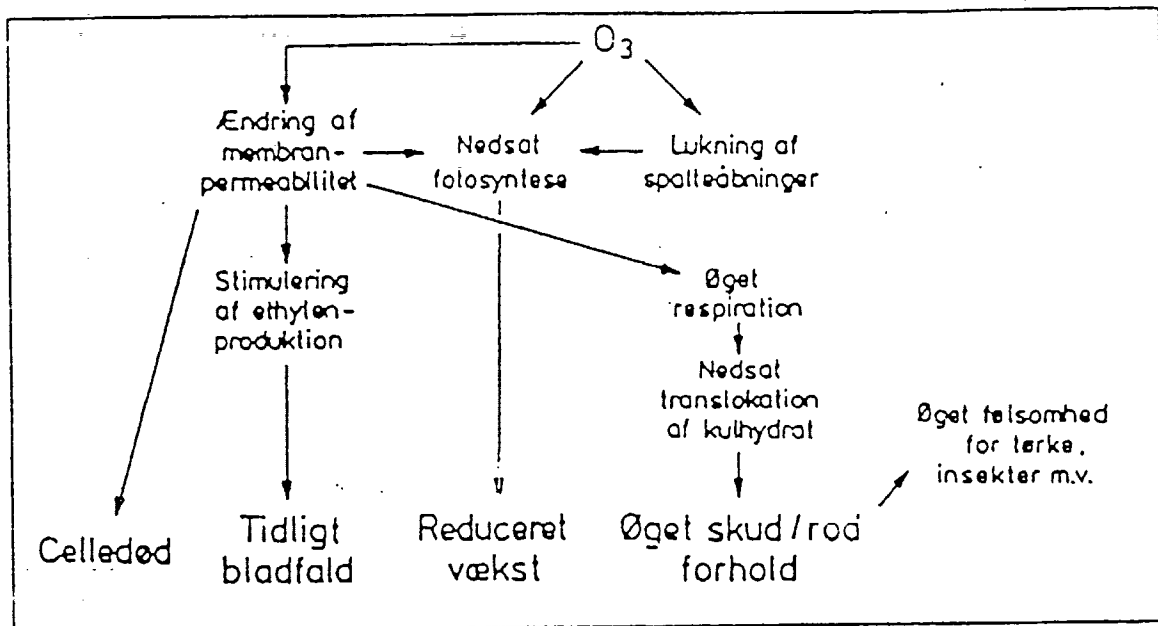 O3
Ændring af
membran-
permeabilitet
Nedsat
fotosyntese
Lukning af
spalteåbninger
Stimulering
af ethylen-
produktion
Øget
respiration
Nedsat
translokation
af kulhydrat
Øget følsomhed
for tørke,
insekter m.v.
Celledød
Tidligt
bladfald
Reduceret
vækst
Øget skud/rod
forhold